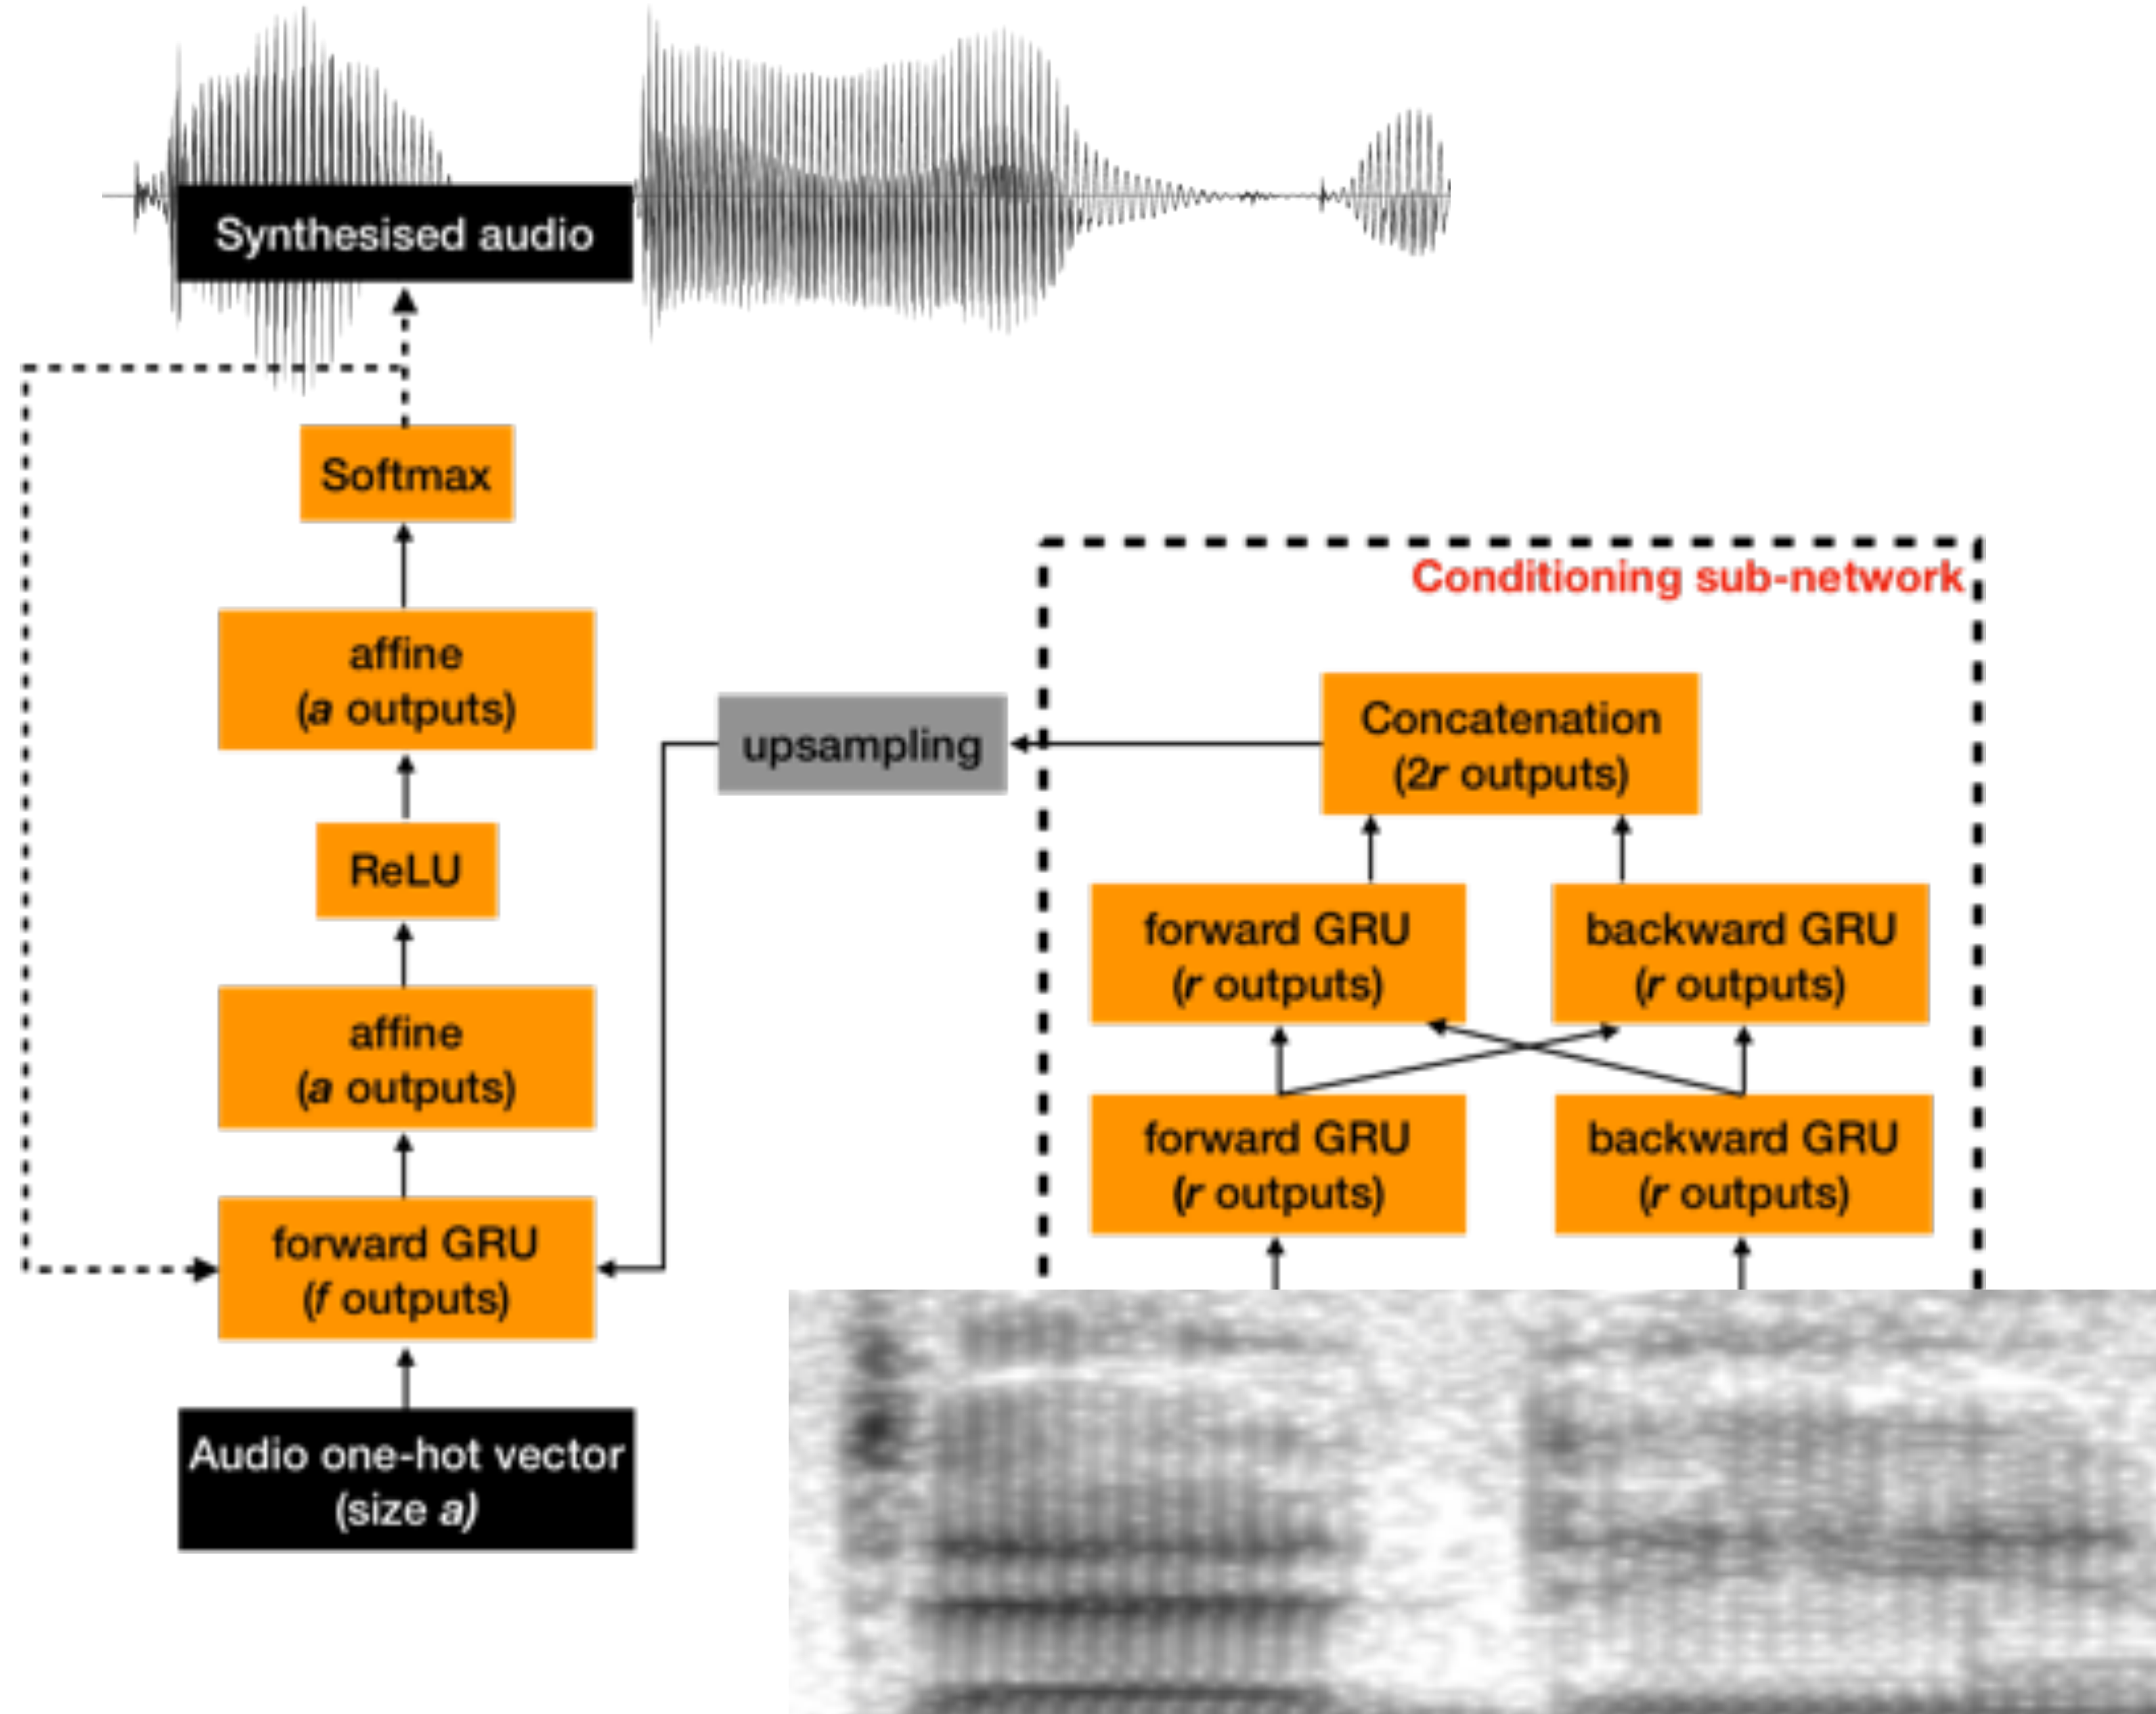 Synthesised audio
Softmax
affine
(a outputs)
ReLU
affine
(a outputs)
forward GRU
(f outputs)
Audio one-hot vector
(size a)
upsampling
Conditioning sub-network
Concatenation
(2r outputs)
forward GRU
(r outputs)
backward GRU
(r outputs)
forward GRU
(r outputs)
backward GRU
(r outputs)